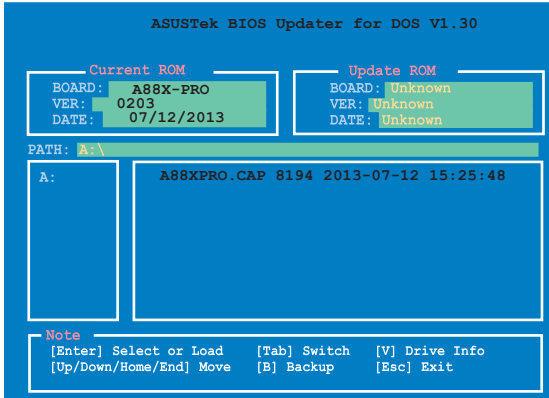 ASUSTek BIOS Updater for DOS V1.30
Current ROM
BOARD: A88X-PRO
VER: 0203
DATE: 07/12/2013
Update ROM
BOARD: Unknown
VER: Unknown
DATE: Unknown
PATH: A:\
A:
A88XPRO.CAP 8194 2013-07-12 15:25:48
Note
[Enter] Select or Load [Tab] Switch [V] Drive Info
[Up/Down/Home/End] Move [B] Backup [Esc] Exit